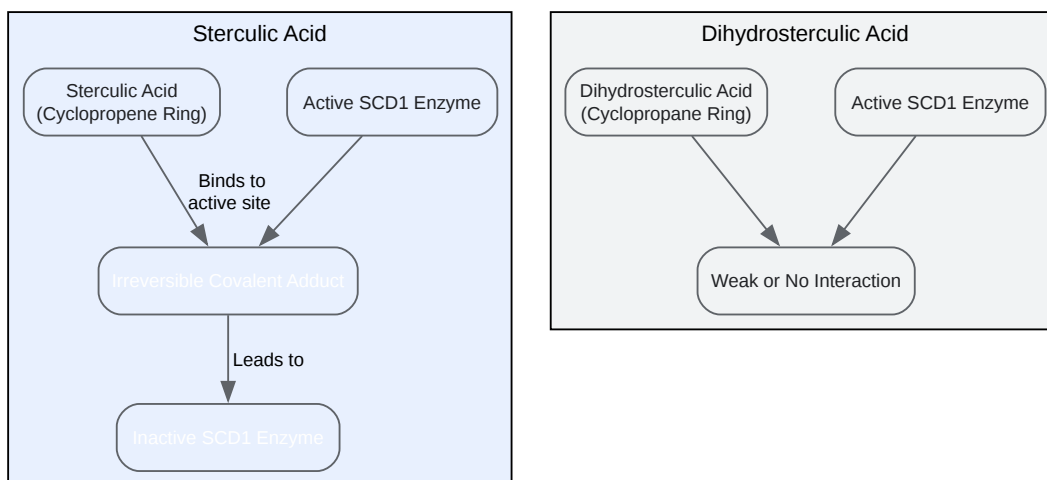 Sterculic Acid
Sterculic Acid
(Cyclopropene Ring)
Active SCD1 Enzyme
Binds to
active site
Irreversible Covalent Adduct
Leads to
Inactive SCD1 Enzyme
Dihydrosterculic Acid
Dihydrosterculic Acid
(Cyclopropane Ring)
Active SCD1 Enzyme
Weak or No Interaction